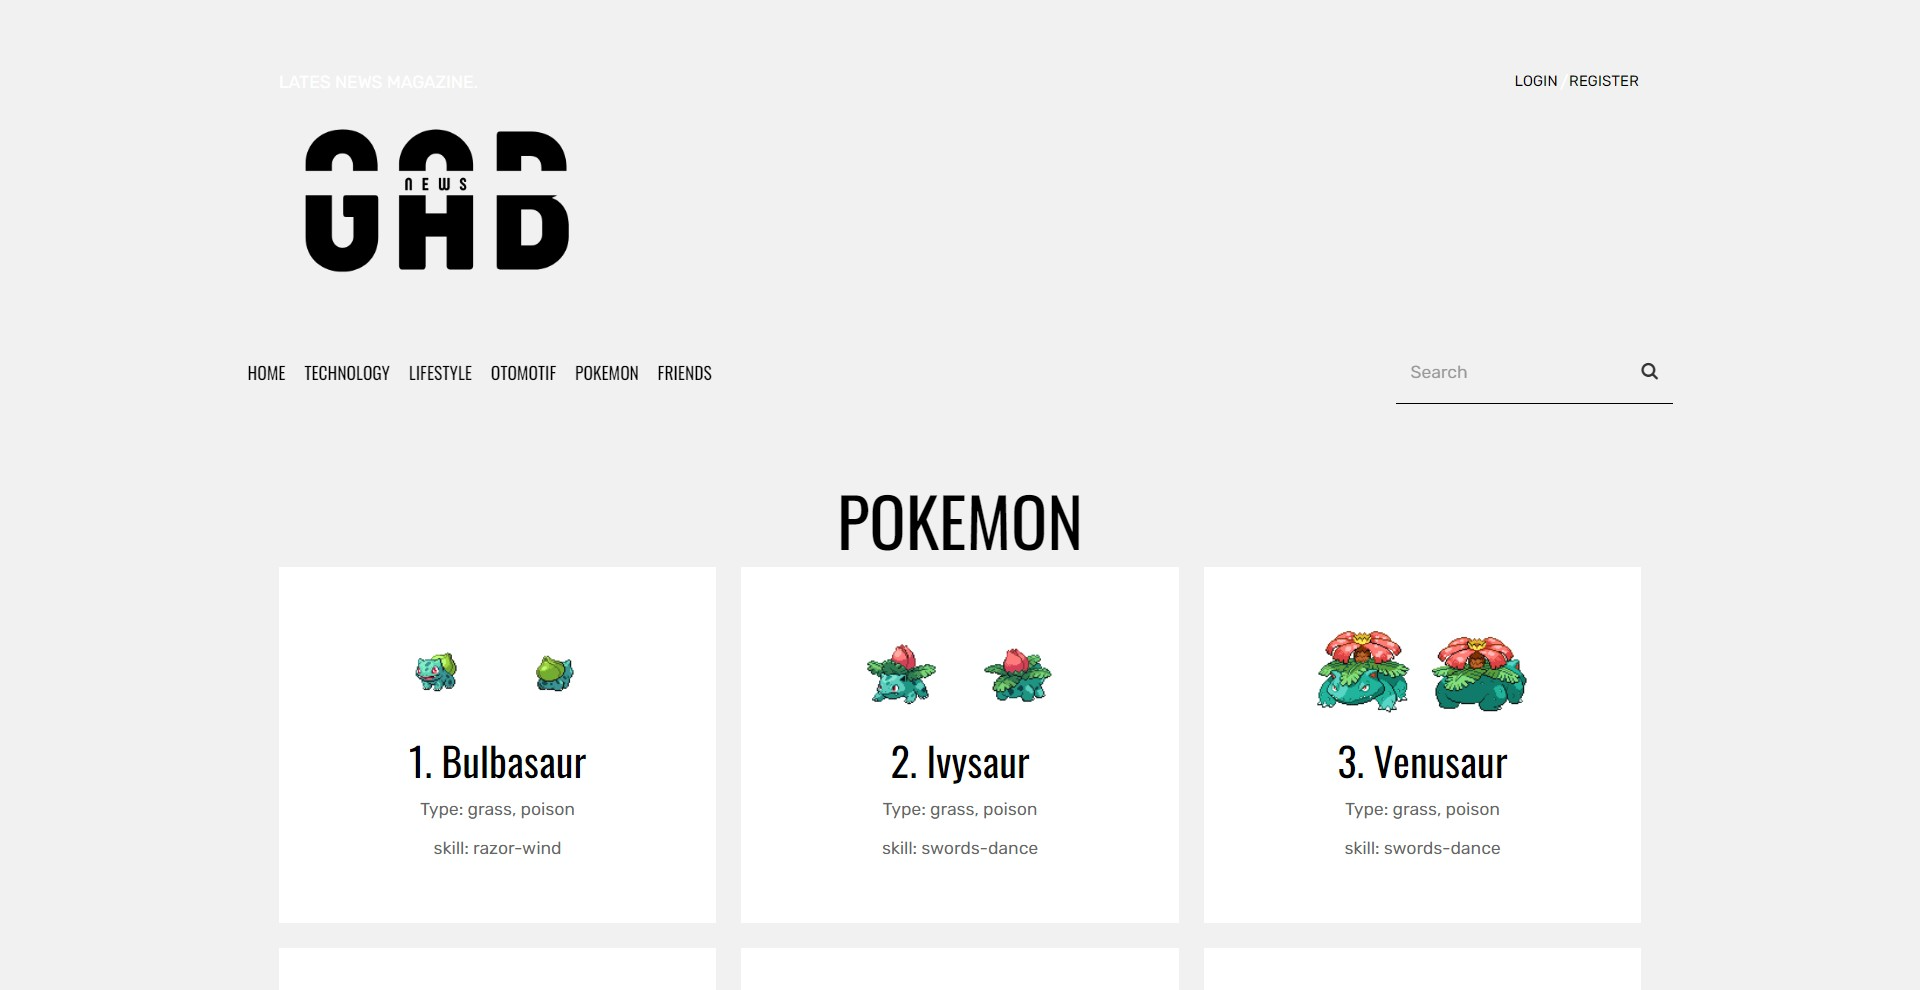 LATES NEWS MAGAZINE.
LOGIN / REGISTER
GAB
NEWS
HOME TECHNOLOGY LIFESTYLE OTOMOTIF POKEMON FRIENDS
Search
POKEMON
1. Bulbasaur
Type: grass, poison
skill: razor-wind
2. Ivysaur
Type: grass, poison
skill: swords-dance
3. Venusaur
Type: grass, poison
skill: swords-dance